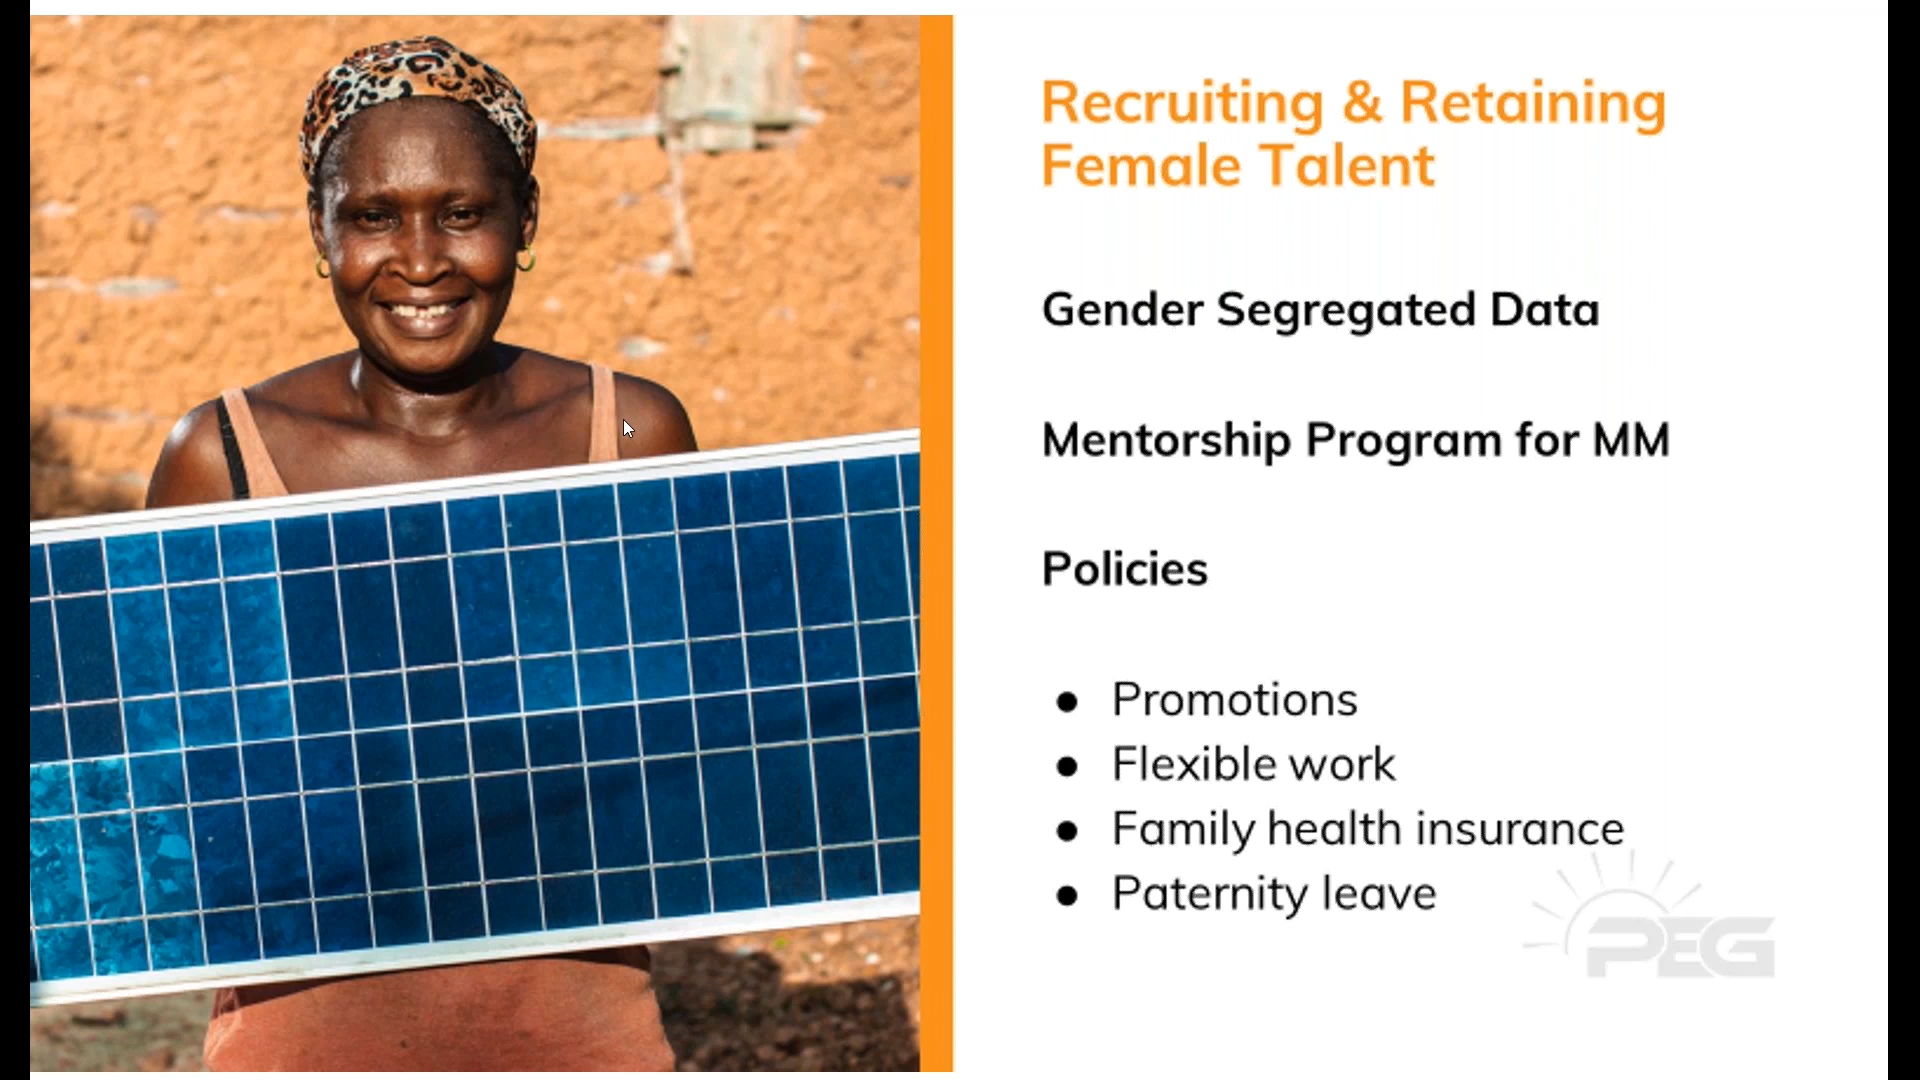 Recruiting & Retaining
Female Talent
Gender Segregated Data
Mentorship Program for MM
Policies
● Promotions
● Flexible work
● Family health insurance
● Paternity leave
PEG